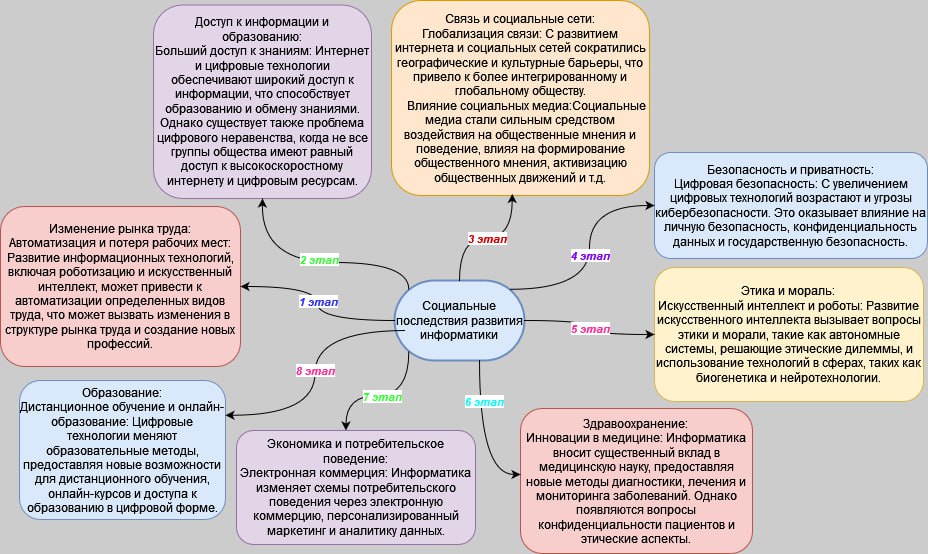 Доступ к информации и
образованию:
Больший доступ к знаниям: Интернет
и цифровые технологии
обеспечивают широкий доступ к
информации, что способствует
образованию и обмену знаниями.
Однако существует также проблема
цифрового неравенства, когда не все
группы общества имеют равный
доступ к высокоскоростному
интернету и цифровым ресурсам.
Связь и социальные сети:
Глобализация связи: С развитием
интернета и социальных сетей сократились
географические и культурные барьеры, что
привело к более интегрированному и
глобальному обществу.
Влияние социальных медиа:Социальные
медиа стали сильным средством
воздействия на общественные мнения и
поведение, влияя на формирование
общественного мнения, активизацию
общественных движений и т.д.
Безопасность и приватность:
Цифровая безопасность: С увеличением
цифровых технологий возрастают и угрозы
кибербезопасности. Это оказывает влияние на
личную безопасность, конфиденциальность
данных и государственную безопасность.
Изменение рынка труда:
Автоматизация и потеря рабочих мест:
Развитие информационных технологий,
включая роботизацию и искусственный
интеллект, может привести к
автоматизации определенных видов
труда, что может вызвать изменения в
структуре рынка труда и создание новых
профессий.
2 этап
3 этап
4 этап
1 этап
Социальные
последствия развития
информатики
5 этап
Этика и мораль:
Искусственный интеллект и роботы: Развитие
искусственного интеллекта вызывает вопросы
этики и морали, такие как автономные
системы, решающие этические дилеммы, и
использование технологий в сферах, таких как
биогенетика и нейротехнологии.
8 этап
7 этап
6 этап
Образование:
Дистанционое обучение и онлайн-
образование: Цифровые
технологии меняют
образовательные методы,
предоставляя новые возможности
для дистанционого обучения,
онлайн-курсов и доступа к
образованию в цифровой форме.
Экономика и потребительское
поведение:
Электронная коммерция: Информатика
изменяет схемы потребительского
поведения через электронную
коммерцию, персонализированный
маркетинг и аналитику данных.
Здравоохранение:
Инновации в медицине: Информатика
вносит существенный вклад в
медицинскую науку, предоставляя
новые методы диагностики, лечения и
мониторинга заболеваний. Однако
появляются вопросы
конфиденциальности пациентов и
этические аспекты.